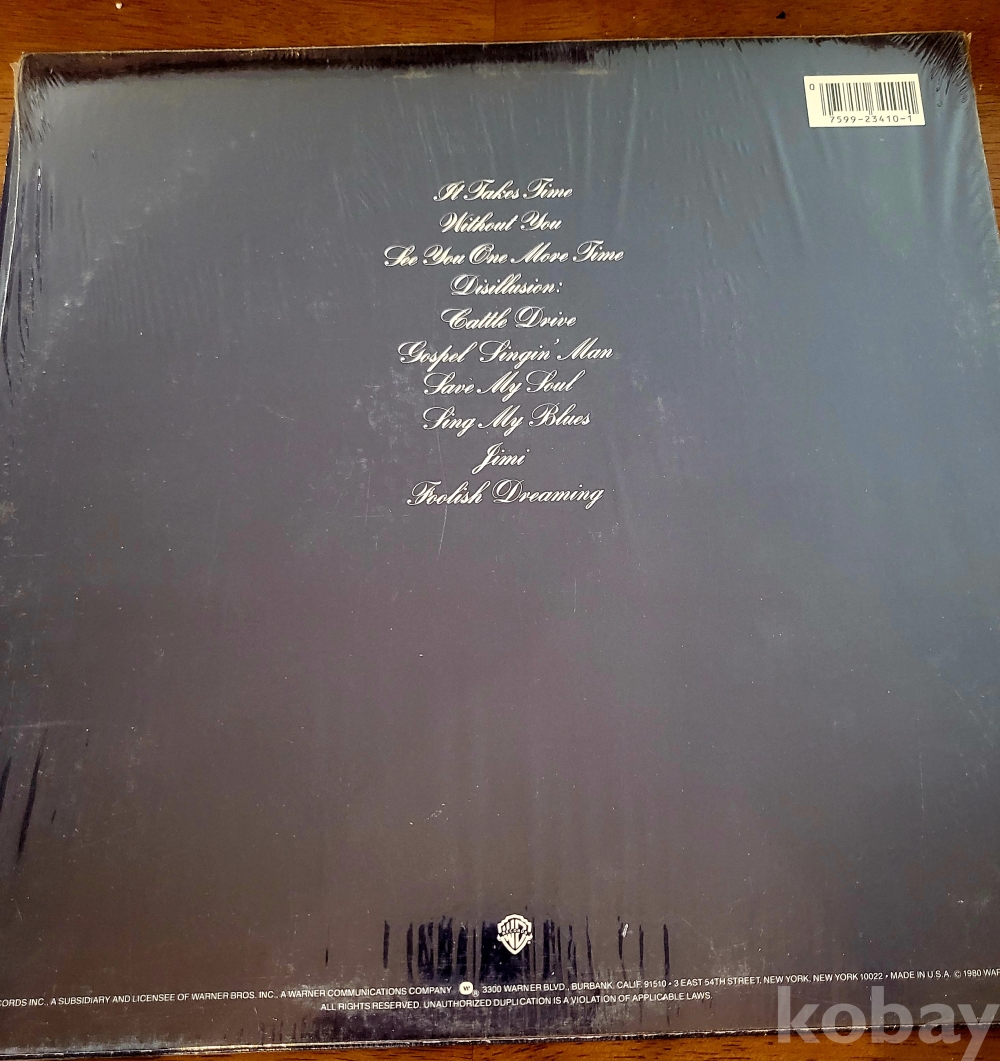 0
7599-23410-1
It Takes Time
Without You
See You One More Time
Disillusion:
Cattle Drive
Gospel Singin' Man
Save My Soul
Sing My Blues
Jimi
Foolish Dreaming
CORDS INC., A SUBSIDIARY AND LICENSEE OF WARNER BROS. INC., A WARNER COMMUNICATIONS COMPANY W ® 3300 WARNER BLVD., BURBANK, CALIF. 91510 • 3 EAST 54TH STREET, NEW YORK, NEW YORK 10022 • MADE IN U.S.A. © 1980 WAR
ALL RIGHTS RESERVED. UNAUTHORIZED DUPLICATION IS A VIOLATION OF APPLICABLE LAWS.
kobay